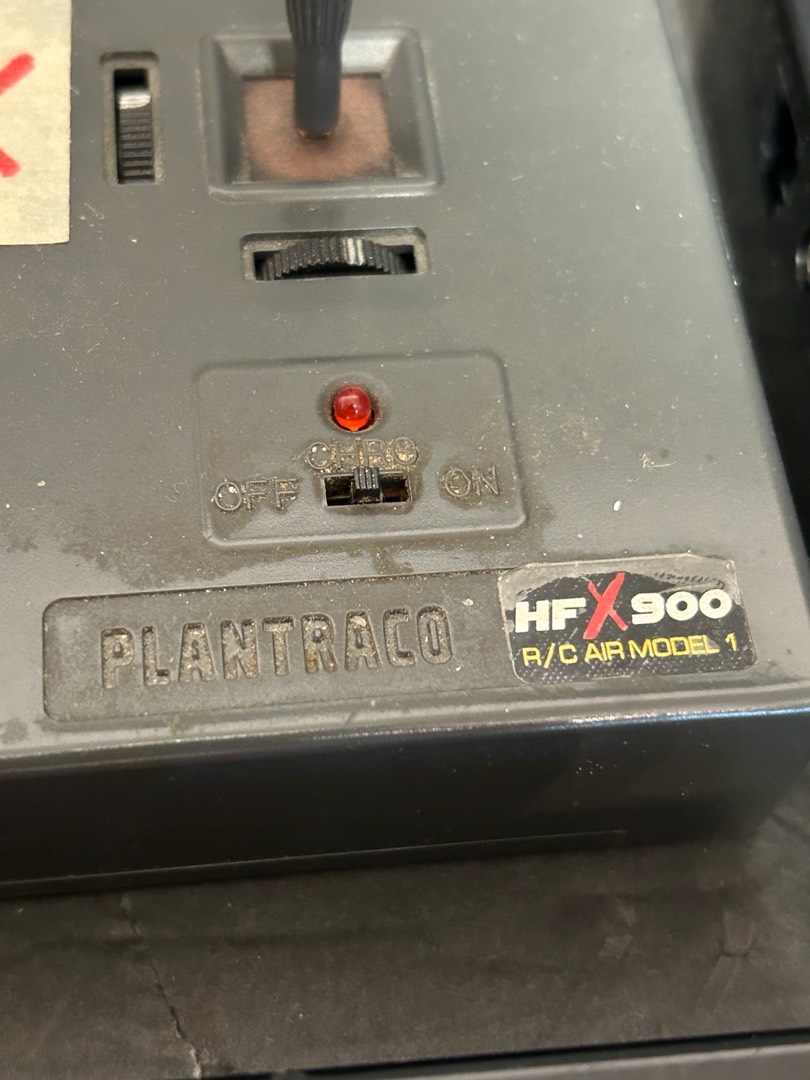 CHRG
OFF
ON
PLANTRACO
HFX900
R/C AIR MODEL 1